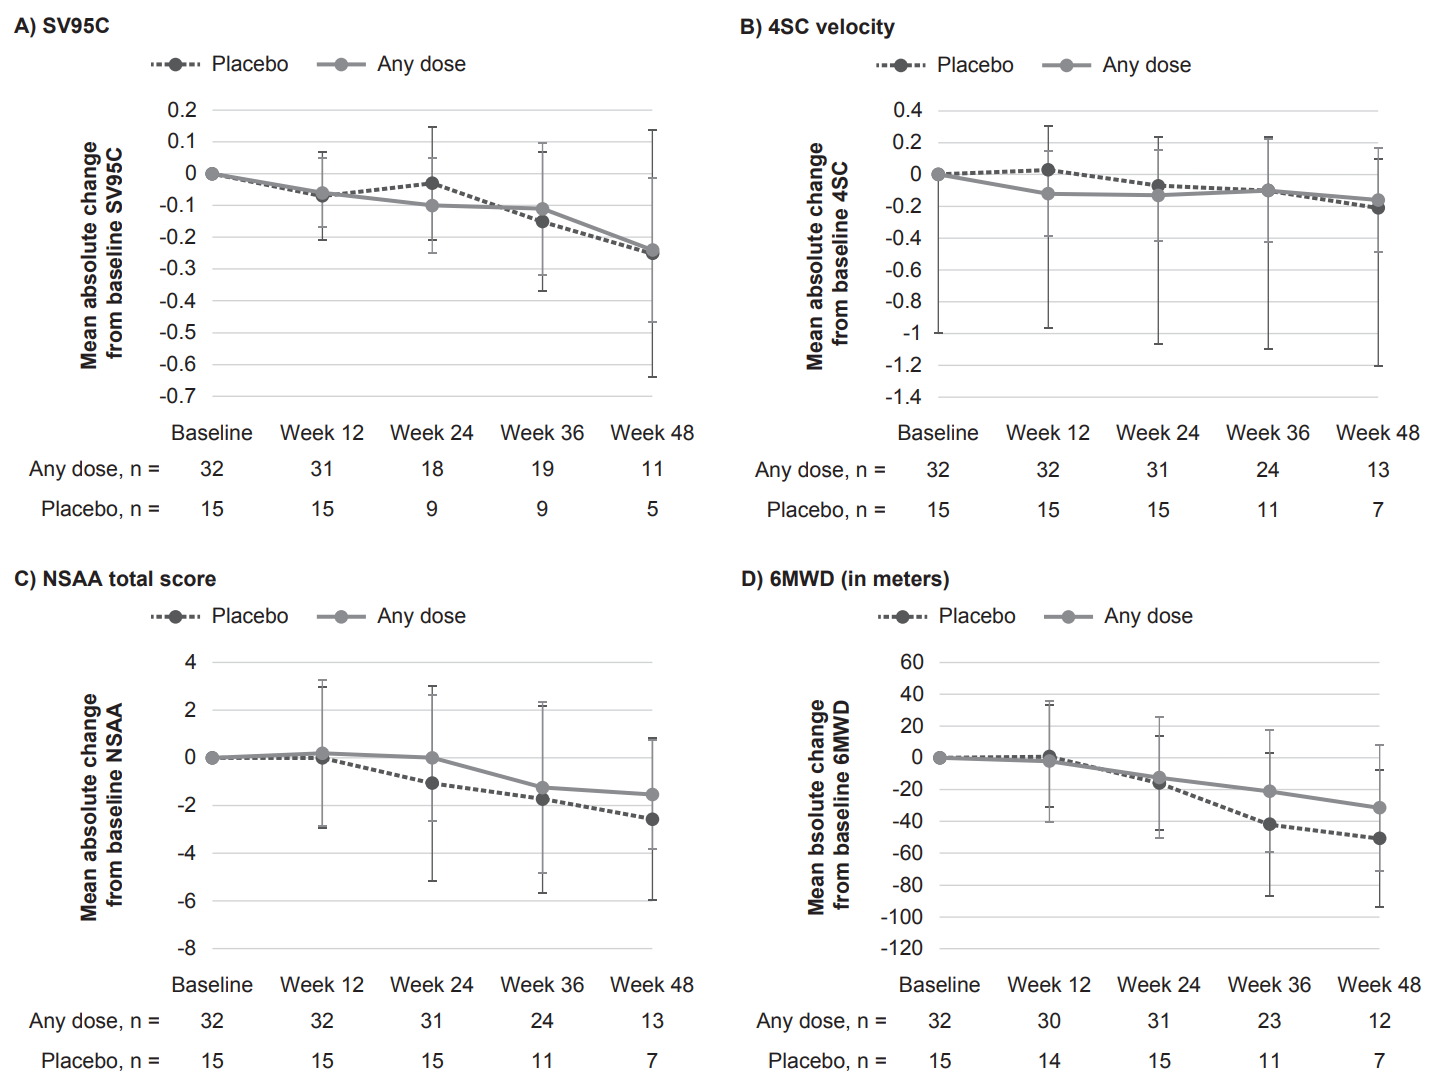 A) SV95C
Placebo Any dose
Mean absolute change
from baseline SV95C
0.2
0.1
0
-0.1
-0.2
-0.3
-0.4
-0.5
-0.6
-0.7
Baseline Week 12 Week 24 Week 36 Week 48
Any dose, n = 32 31 18 19 11
Placebo, n = 15 15 9 9 5
B) 4SC velocity
Placebo Any dose
Mean absolute change
from baseline 4SC
0.4
0.2
0
-0.2
-0.4
-0.6
-0.8
-1
-1.2
-1.4
Baseline Week 12 Week 24 Week 36 Week 48
Any dose, n = 32 32 31 24 13
Placebo, n = 15 15 15 11 7
C) NSAA total score
Placebo Any dose
Mean absolute change
from baseline NSAA
4
2
0
-2
-4
-6
-8
Baseline Week 12 Week 24 Week 36 Week 48
Any dose, n = 32 32 31 24 13
Placebo, n = 15 15 15 11 7
D) 6MWD (in meters)
Placebo Any dose
Mean bsolute change
from baseline 6MWD
60
40
20
0
-20
-40
-60
-80
-100
-120
Baseline Week 12 Week 24 Week 36 Week 48
Any dose, n = 32 30 31 23 12
Placebo, n = 15 14 15 11 7